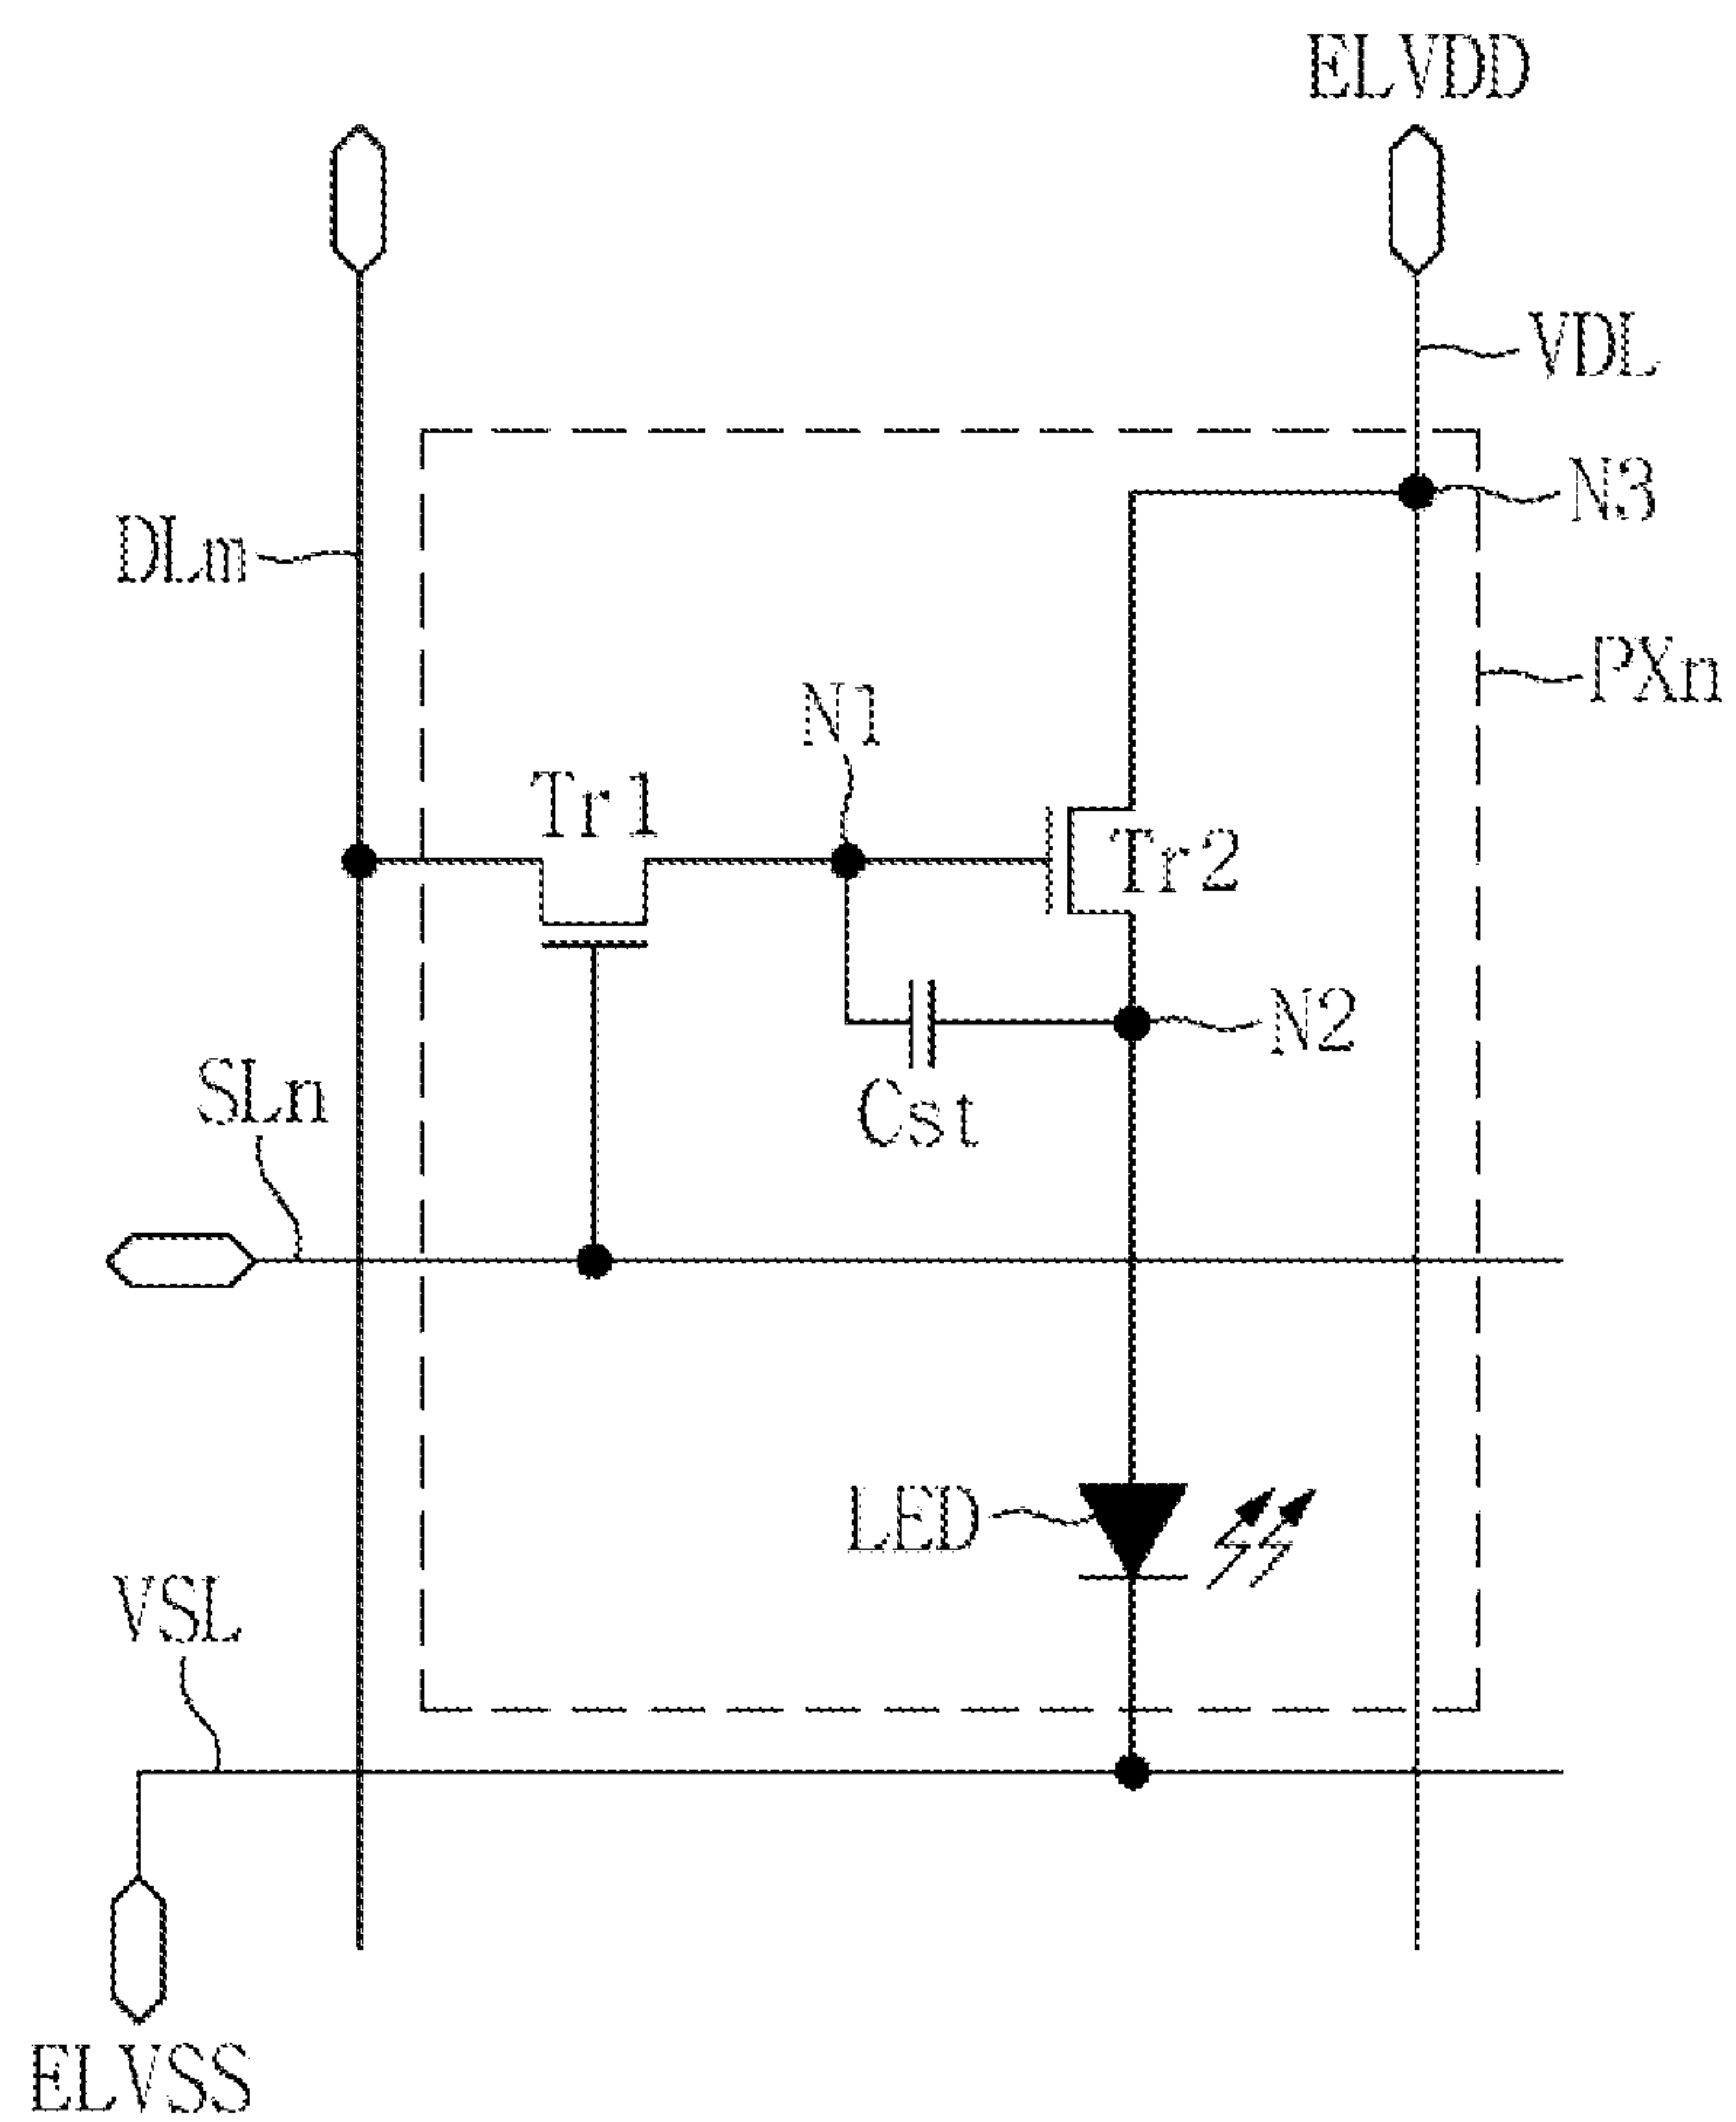 ELVDD
VDL
N3
DLm
PXn
N1
Tr1
Tr2
N2
SLn
Cst
LED
VSL
ELVSS